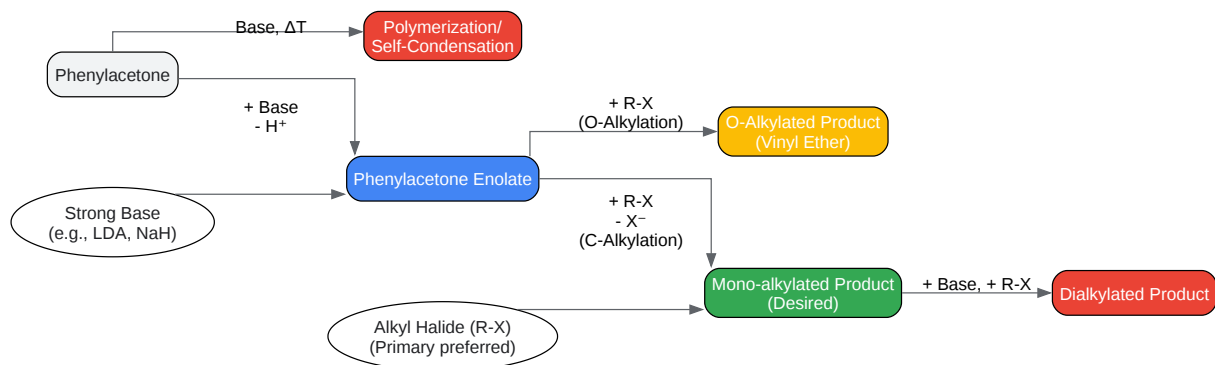 Base, ΔT
Polymerization/
Self-Condensation
Phenylacetone
+ Base
- H⁺
+ R-X
(O-Alkylation)
O-Alkylated Product
(Vinyl Ether)
Phenylacetone Enolate
Strong Base
(e.g., LDA, NaH)
+ R-X
- X⁻
(C-Alkylation)
Mono-alkylated Product
(Desired)
+ Base, + R-X
Dialkylated Product
Alkyl Halide (R-X)
(Primary preferred)